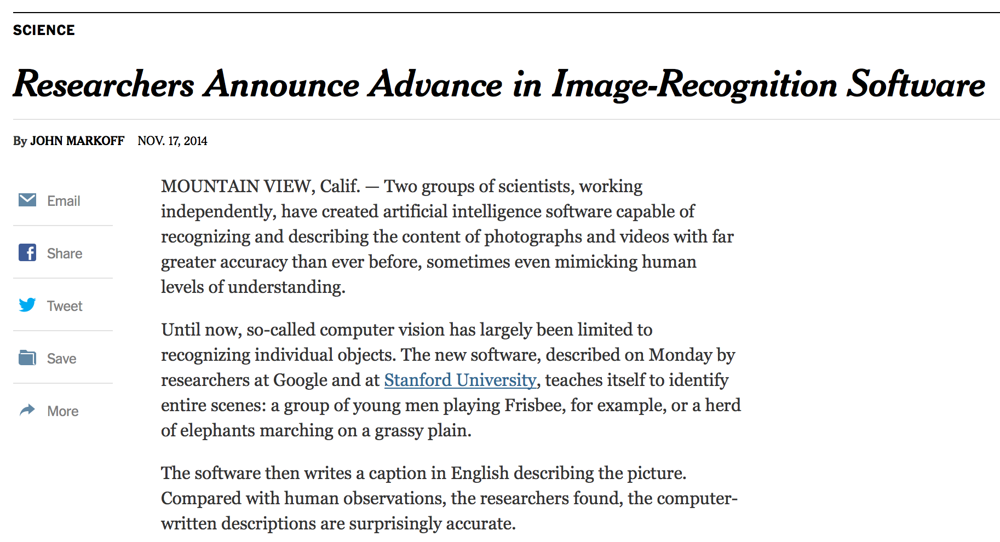 SCIENCE
Researchers Announce Advance in Image-Recognition Software
By JOHN MARKOFF NOV. 17, 2014
Email
Share
Tweet
Save
More
MOUNTAIN VIEW, Calif. — Two groups of scientists, working
independently, have created artificial intelligence software capable of
recognizing and describing the content of photographs and videos with far
greater accuracy than ever before, sometimes even mimicking human
levels of understanding.
Until now, so-called computer vision has largely been limited to
recognizing individual objects. The new software, described on Monday by
researchers at Google and at Stanford University, teaches itself to identify
entire scenes: a group of young men playing Frisbee, for example, or a herd
of elephants marching on a grassy plain.
The software then writes a caption in English describing the picture.
Compared with human observations, the researchers found, the computer-
written descriptions are surprisingly accurate.